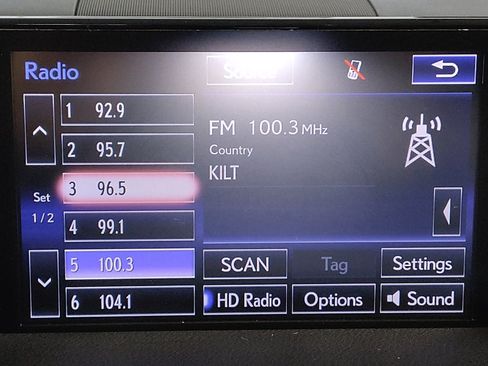 Radio
Source
1 92.9
2 95.7
3 96.5
4 99.1
5 100.3
6 104.1
Set
1/2
FM 100.3 MHz
Country
KILT
SCAN
Tag
Settings
HD Radio
Options
Sound